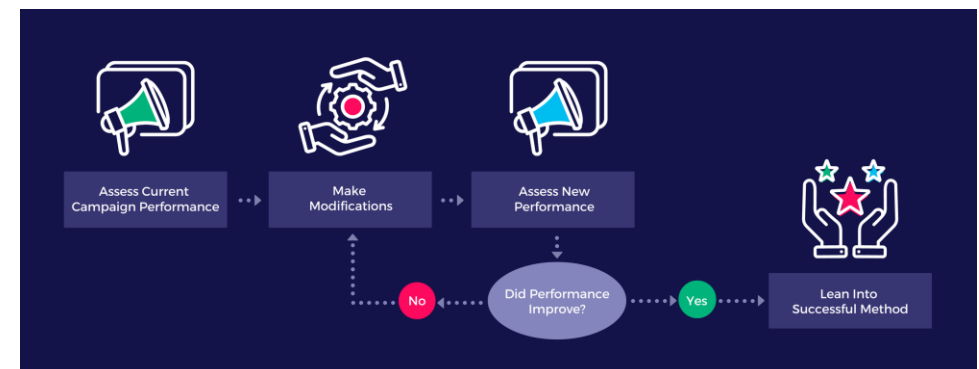 Assess Current
Campaign Performance
Make
Modifications
Assess New
Performance
Did Performance
Improve?
No
Yes
Lean Into
Successful Method